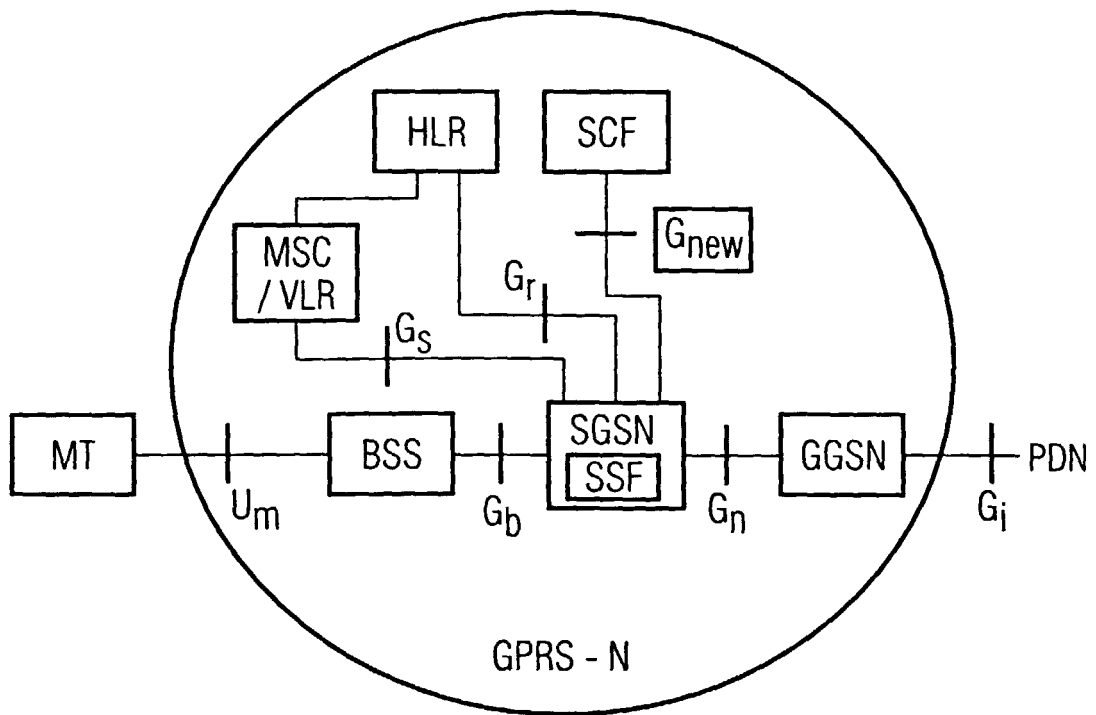 HLR
SCF
MSC
/ VLR
Gnew
Gr
Gs
MT
BSS
SGSN
SSF
GGSN
PDN
Um
Gb
Gn
Gi
GPRS - N